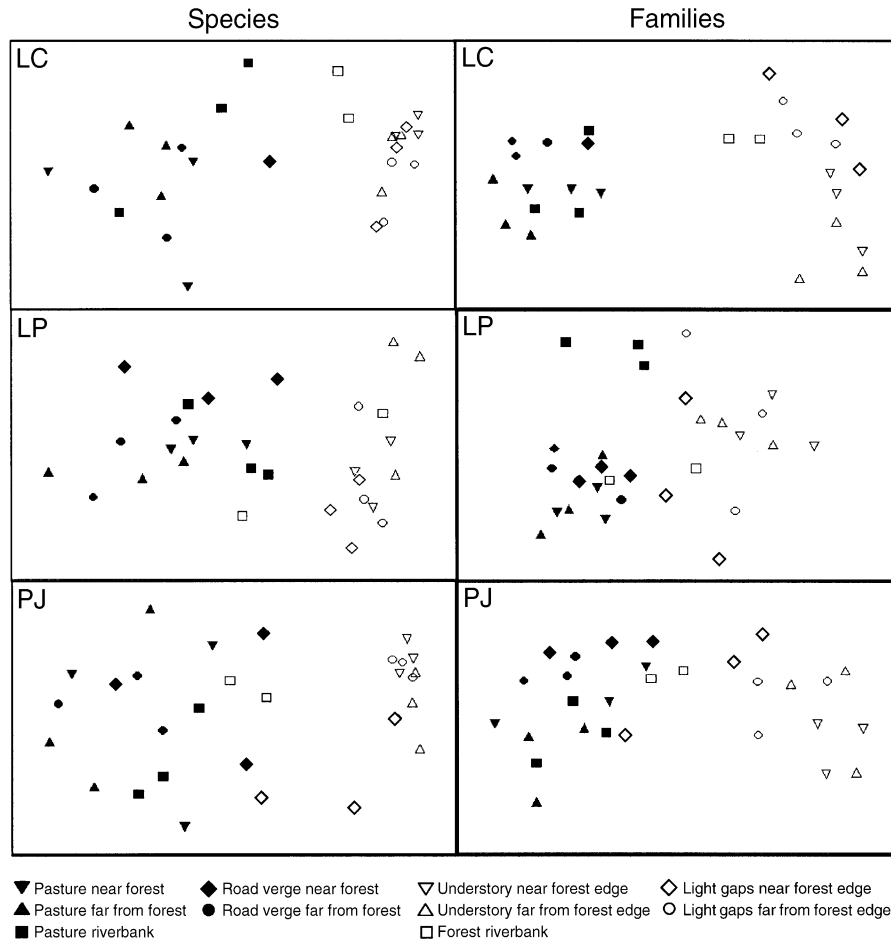 Species Families
LC LC
LP LP
PJ PJ
Pasture near forest Road verge near forest Understory near forest edge Light gaps near forest edge
Pasture far from forest Road verge far from forest Understory far from forest edge Light gaps far from forest edge
Pasture riverbank Forest riverbank